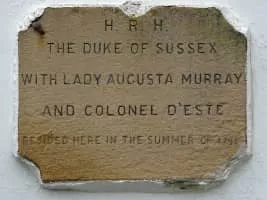 H. R. H.
THE DUKE OF SUSSEX
WITH LADY AUGUSTA MURRAY
AND COLONEL D'ESTE
RESIDED HERE IN THE SUMMER OF